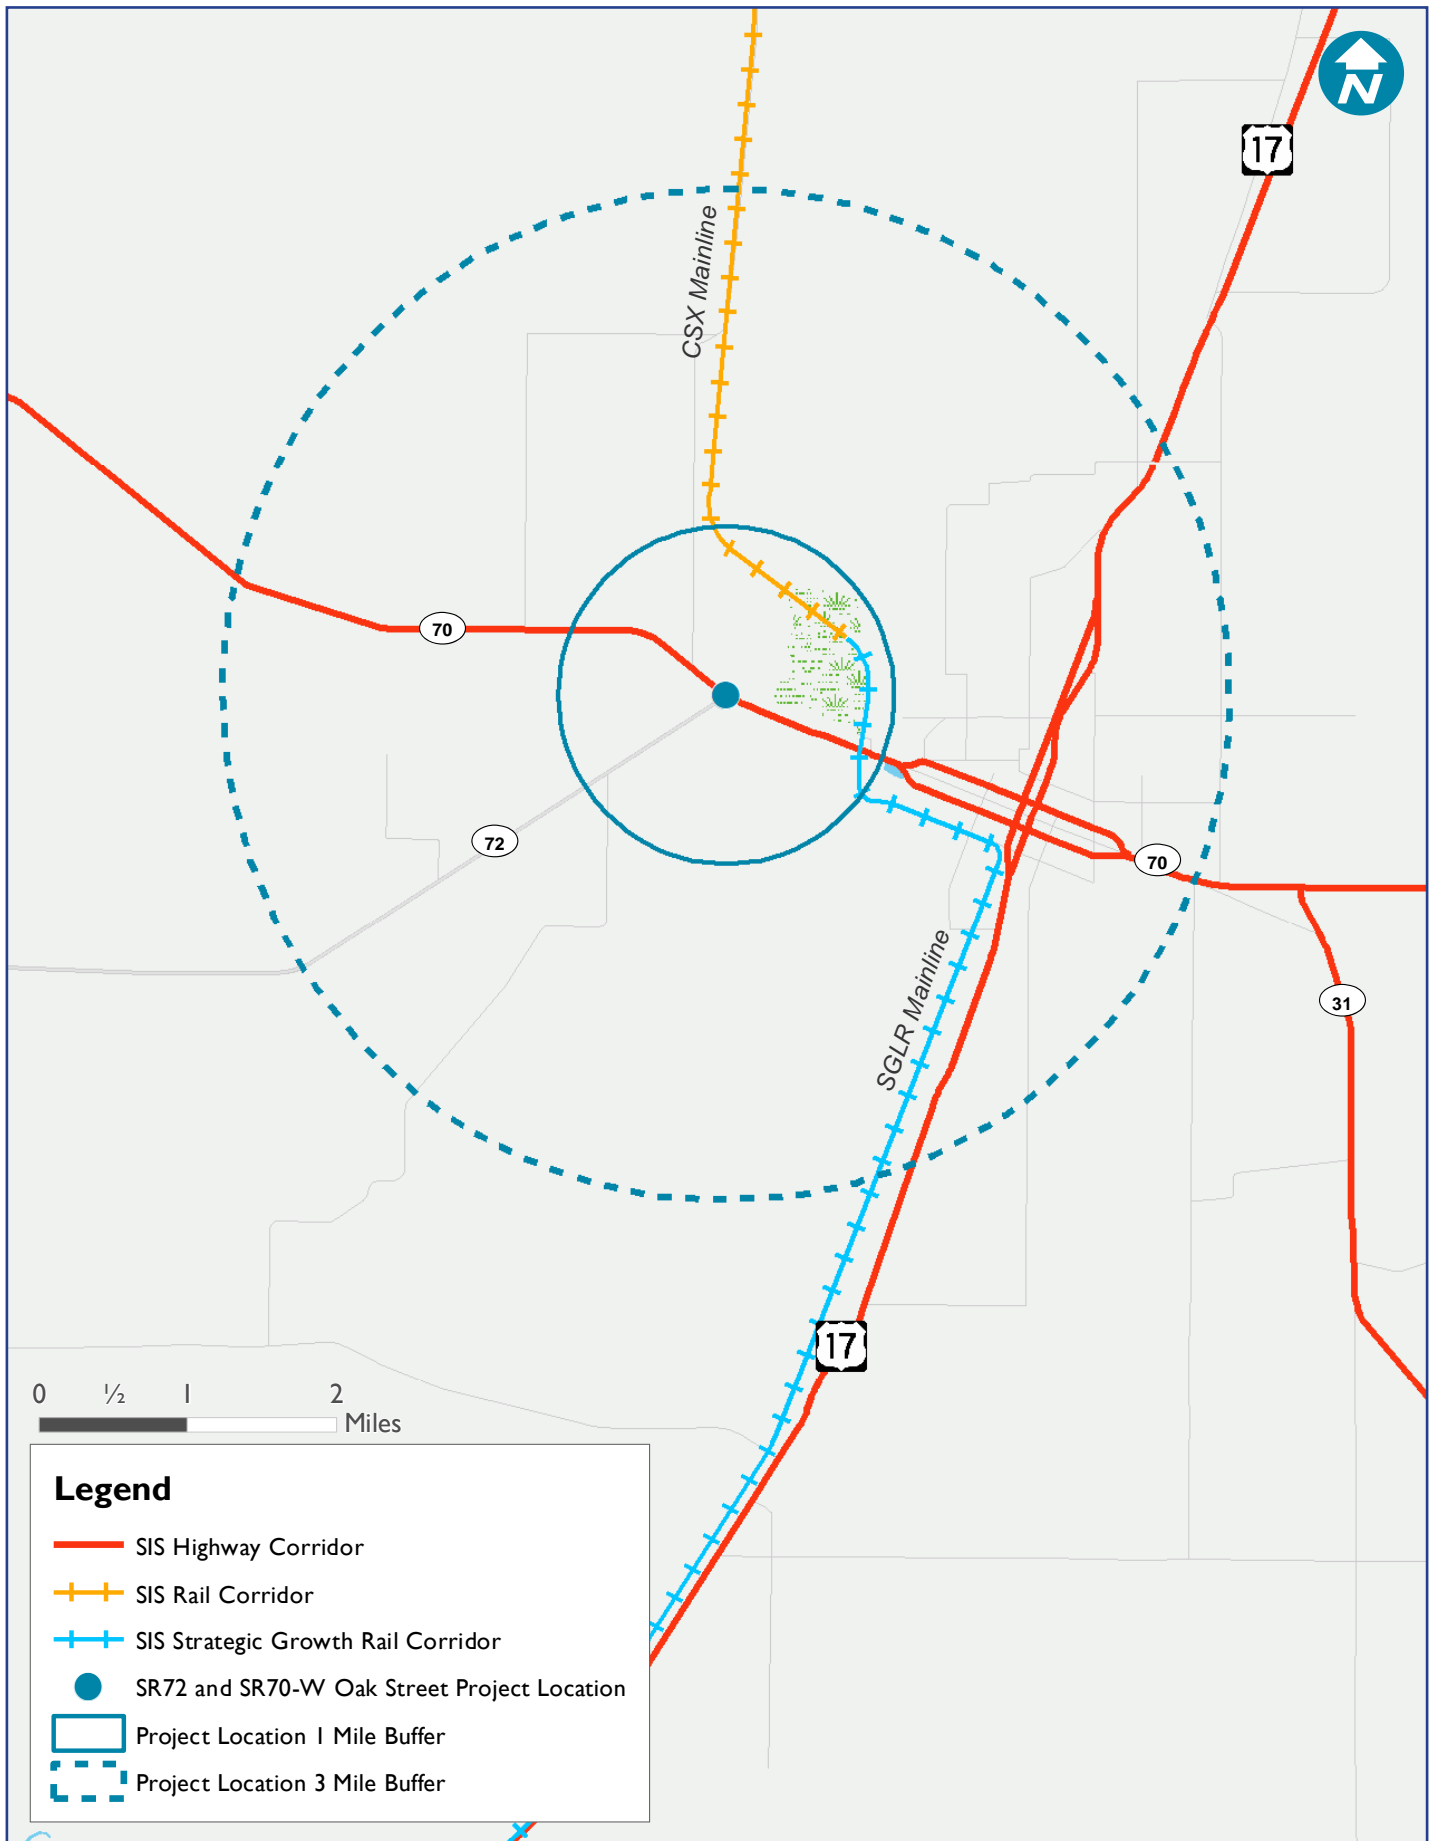 N
17
CSX Mainline
70
72
70
31
SGLR Mainline
17
0 ½ 1 2
Miles
Legend
SIS Highway Corridor
SIS Rail Corridor
SIS Strategic Growth Rail Corridor
SR72 and SR70-W Oak Street Project Location
Project Location 1 Mile Buffer
Project Location 3 Mile Buffer